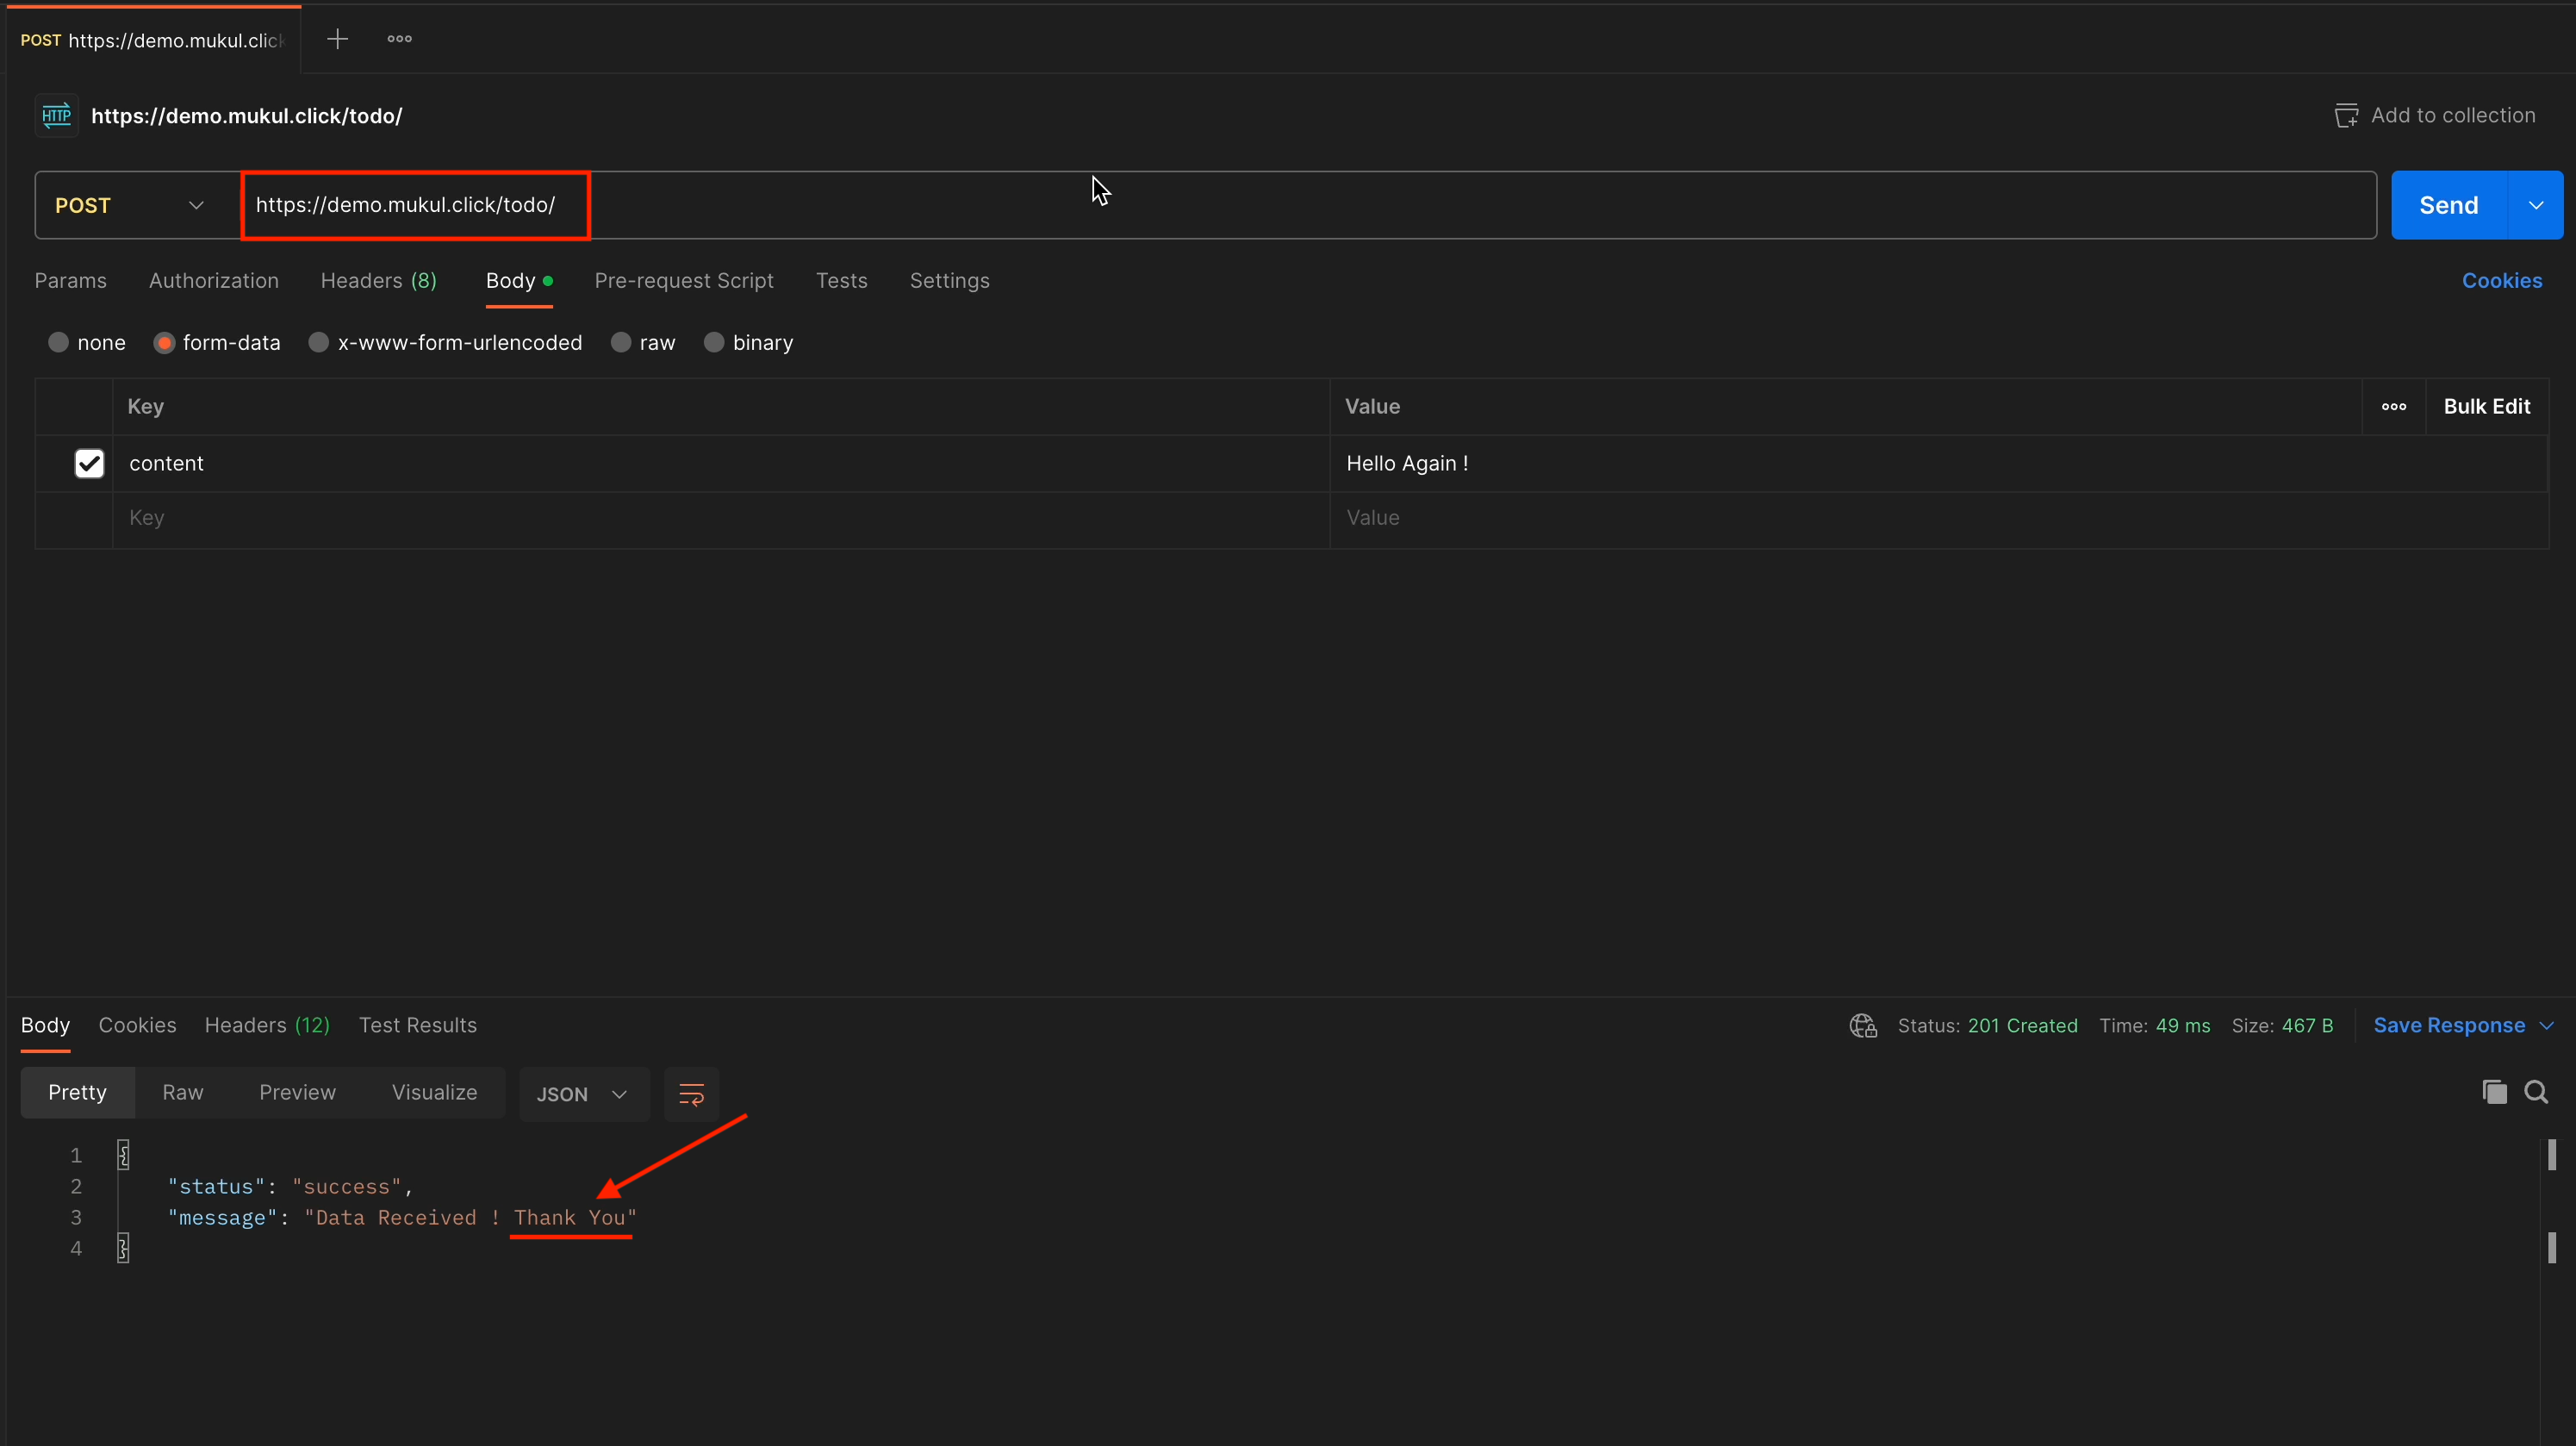 POST https://demo.mukul.click
HTTP https://demo.mukul.click/todo/
Add to collection
POST https://demo.mukul.click/todo/
Send
Params Authorization Headers (8) Body Pre-request Script Tests Settings Cookies
none form-data x-www-form-urlencoded raw binary
Key Value Bulk Edit
content Hello Again !
Key Value
Body Cookies Headers (12) Test Results Status: 201 Created Time: 49 ms Size: 467 B Save Response
Pretty Raw Preview Visualize JSON
1 {
2 "status": "success",
3 "message": "Data Received ! Thank You"
4 }